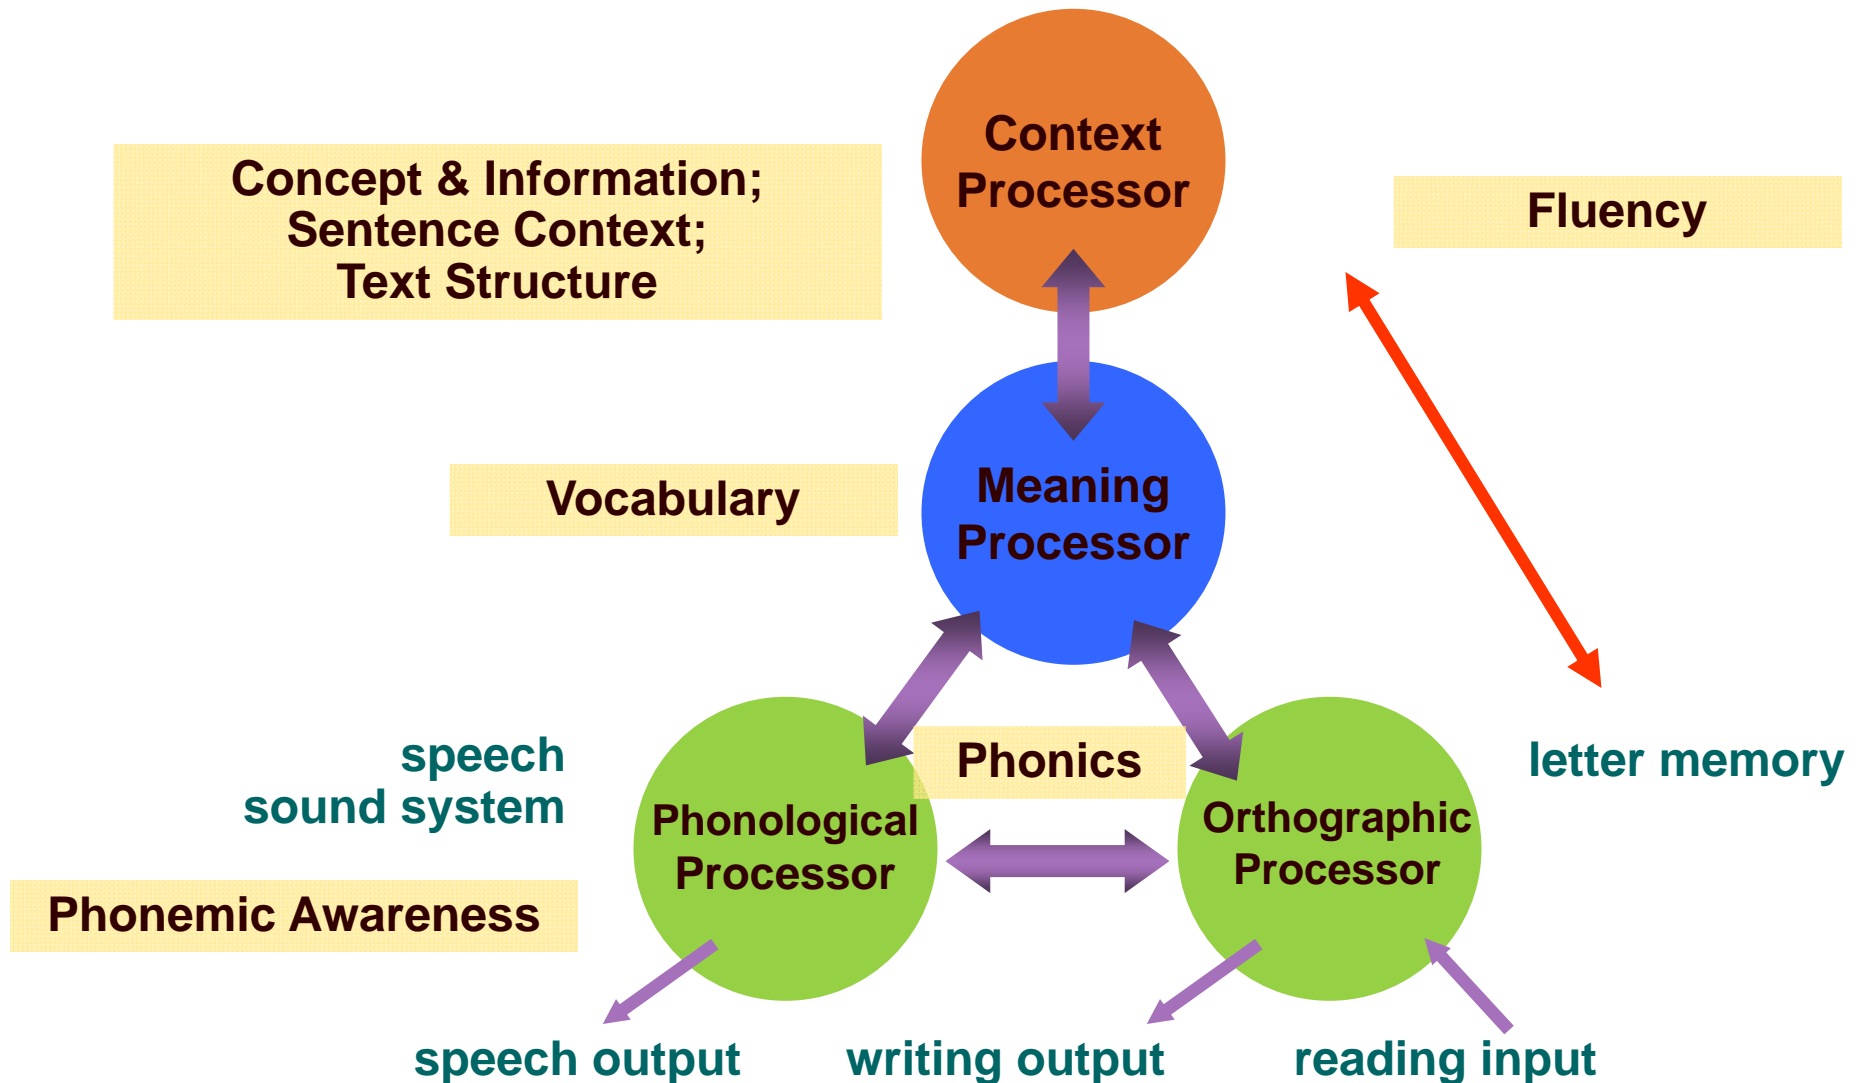 Context
Processor
Concept & Information;
Sentence Context;
Text Structure
Fluency
Vocabulary
Meaning
Processor
speech
sound system
Phonics
letter memory
Phonological
Processor
Orthographic
Processor
Phonemic Awareness
speech output
writing output
reading input